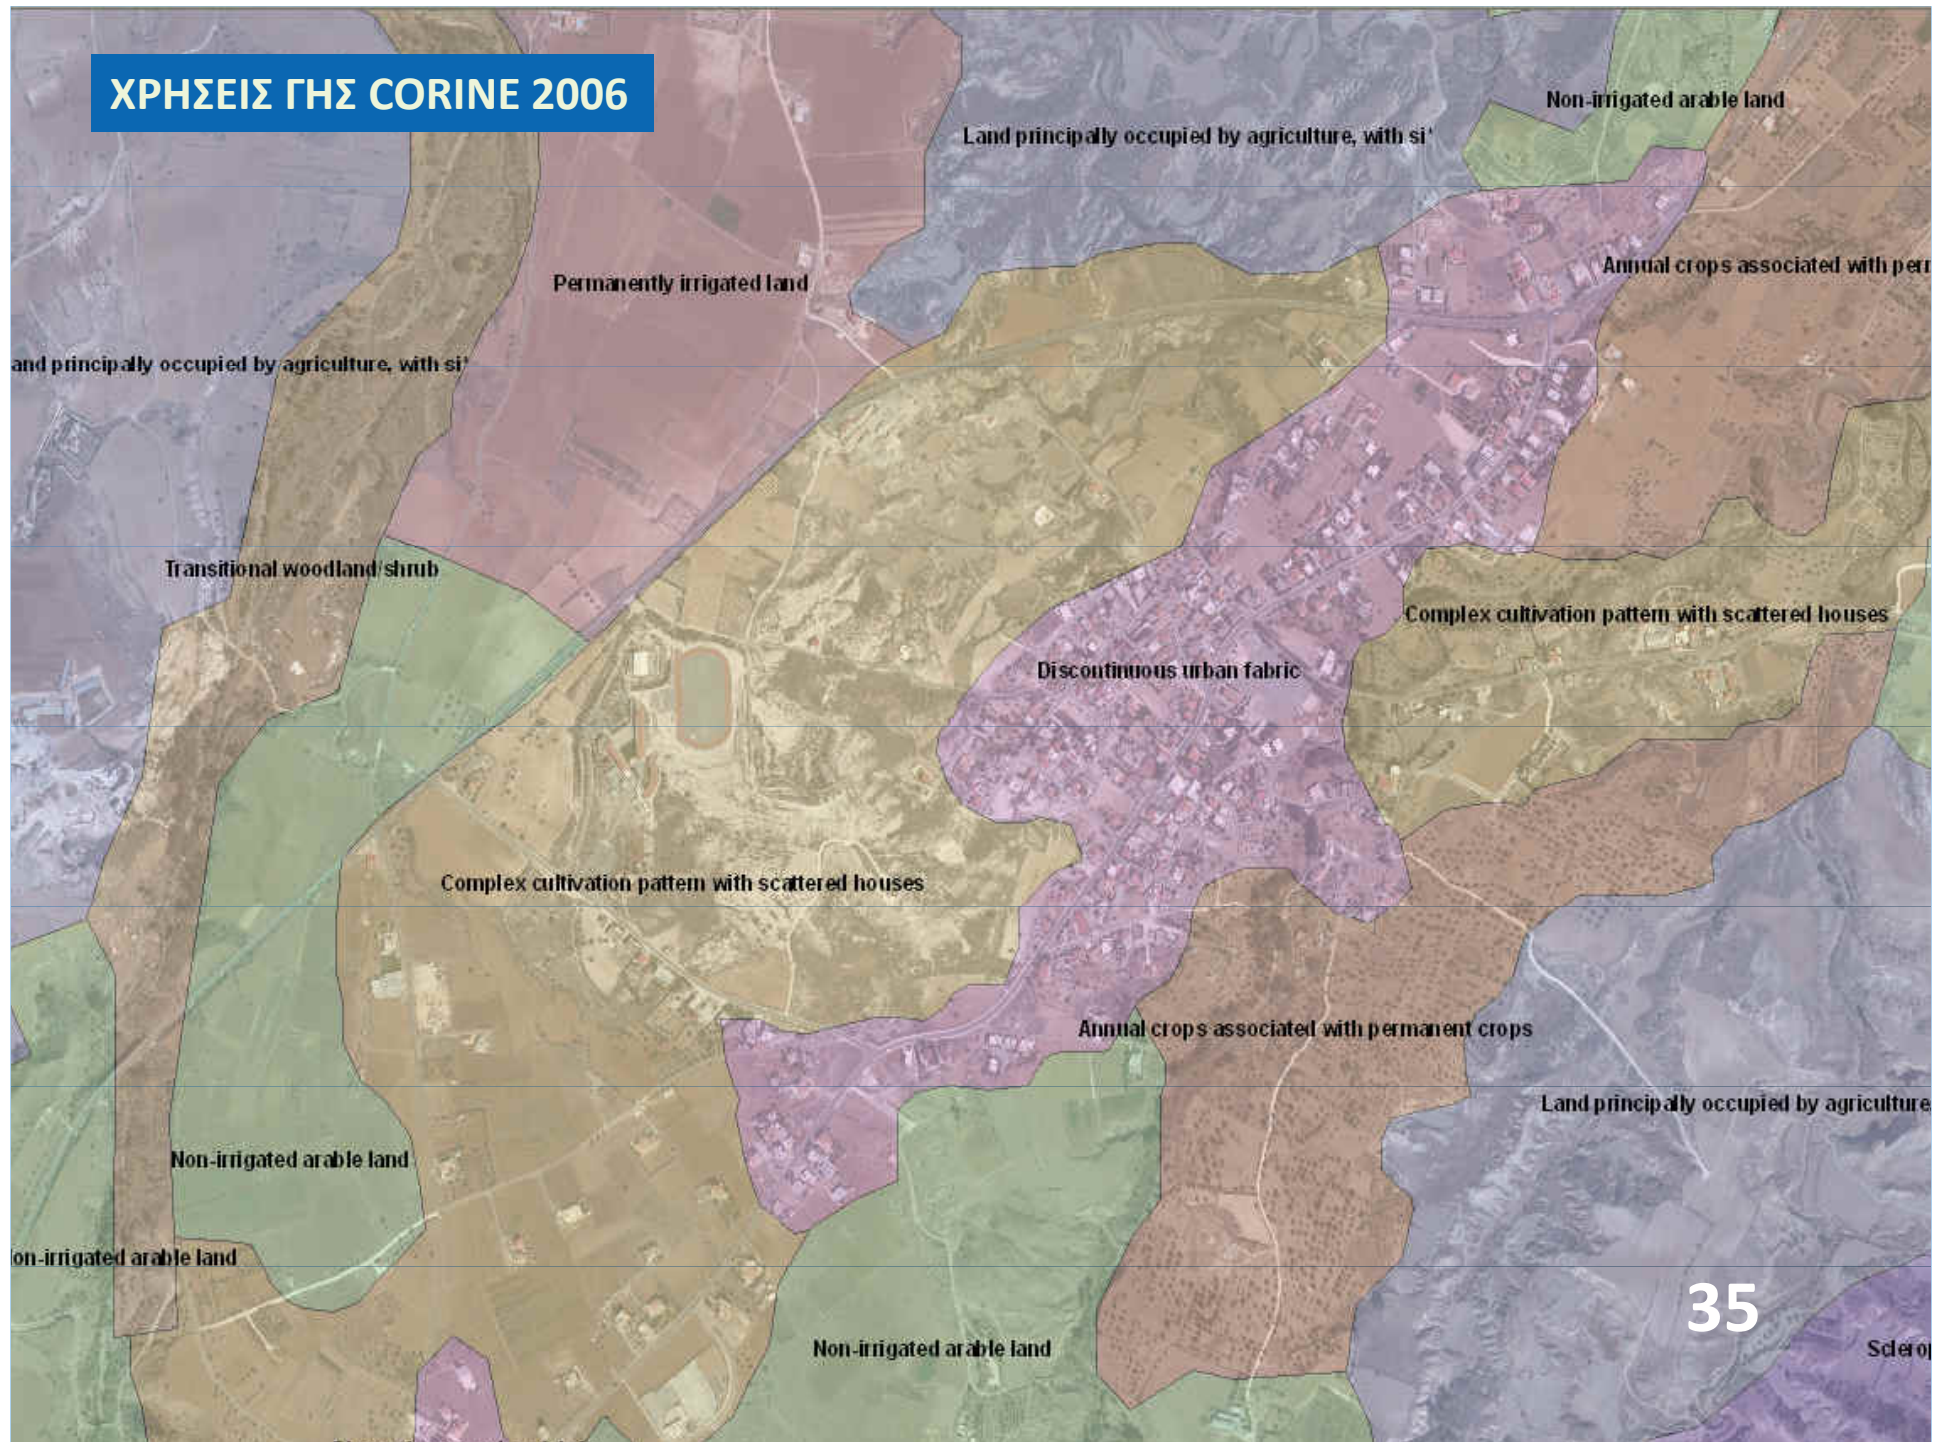 ΧΡΗΣΕΙΣ ΓΗΣ CORINE 2006
Non-irrigated arable land
Land principally occupied by agriculture, with si'
Annual crops associated with perr
Permanently irrigated land
and principally occupied by agriculture, with si'
Transitional woodland/shrub
Complex cultivation pattern with scattered houses
Discontinuous urban fabric
Complex cultivation pattern with scattered houses
Annual crops associated with permanent crops
Land principally occupied by agriculture
Non-irrigated arable land
on-irrigated arable land
35
Non-irrigated arable land
Sclerop